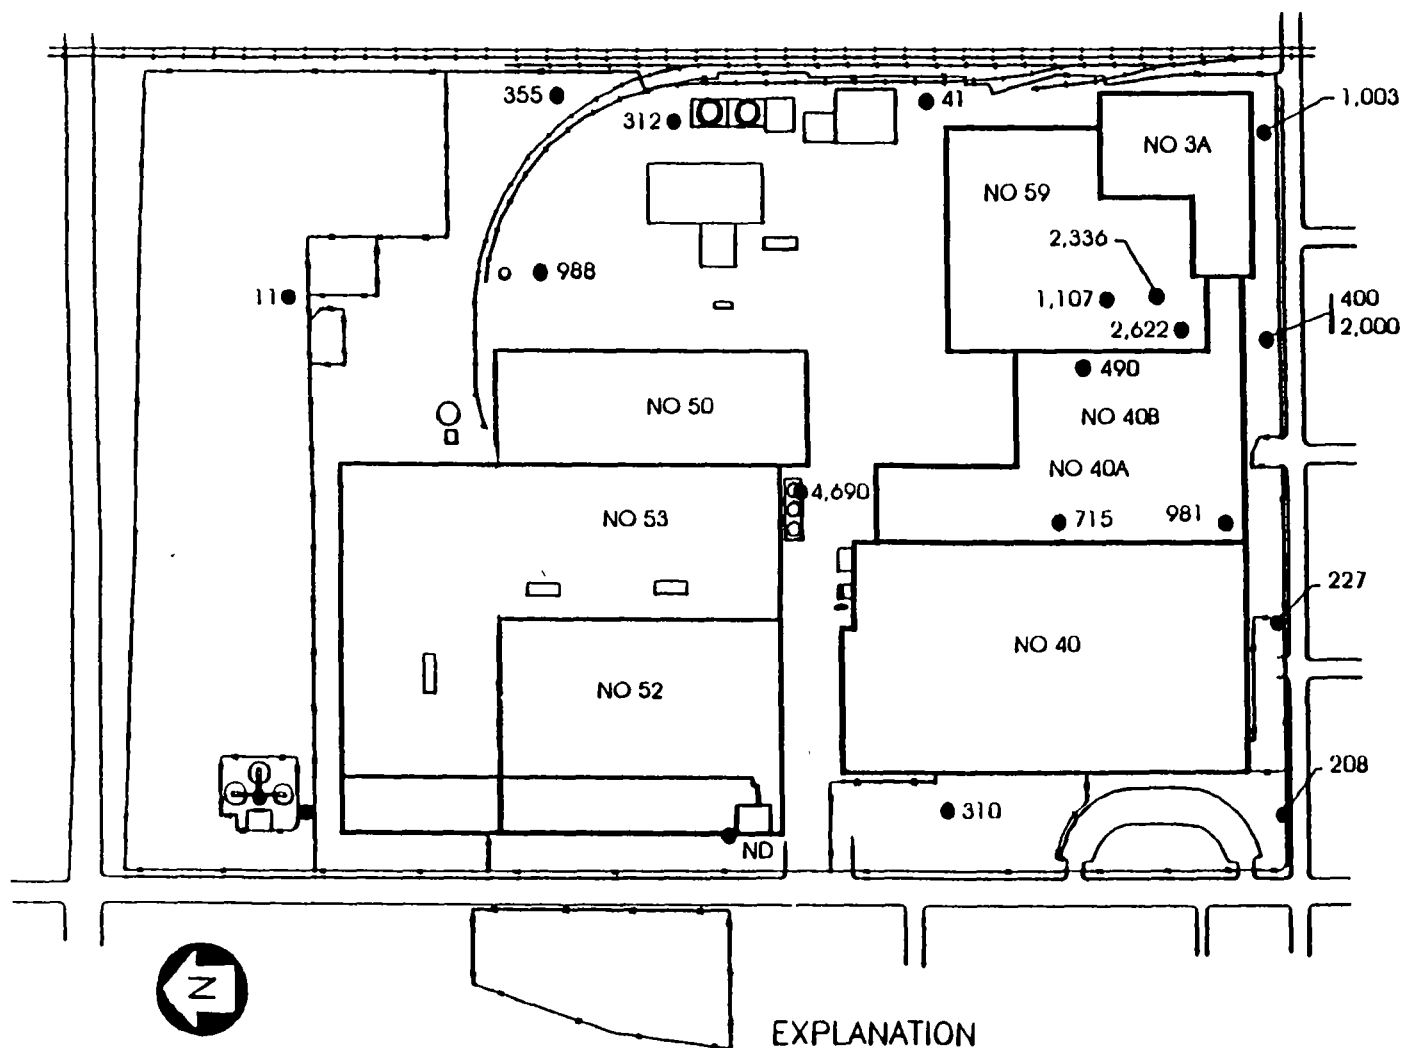 355
312
41
1,003
NO 3A
NO 59
2,336
988
11
1,107
400
2,000
2,622
490
NO 50
NO 40B
NO 40A
4,690
NO 53
715
981
227
NO 40
NO 52
208
310
ND
N
EXPLANATION